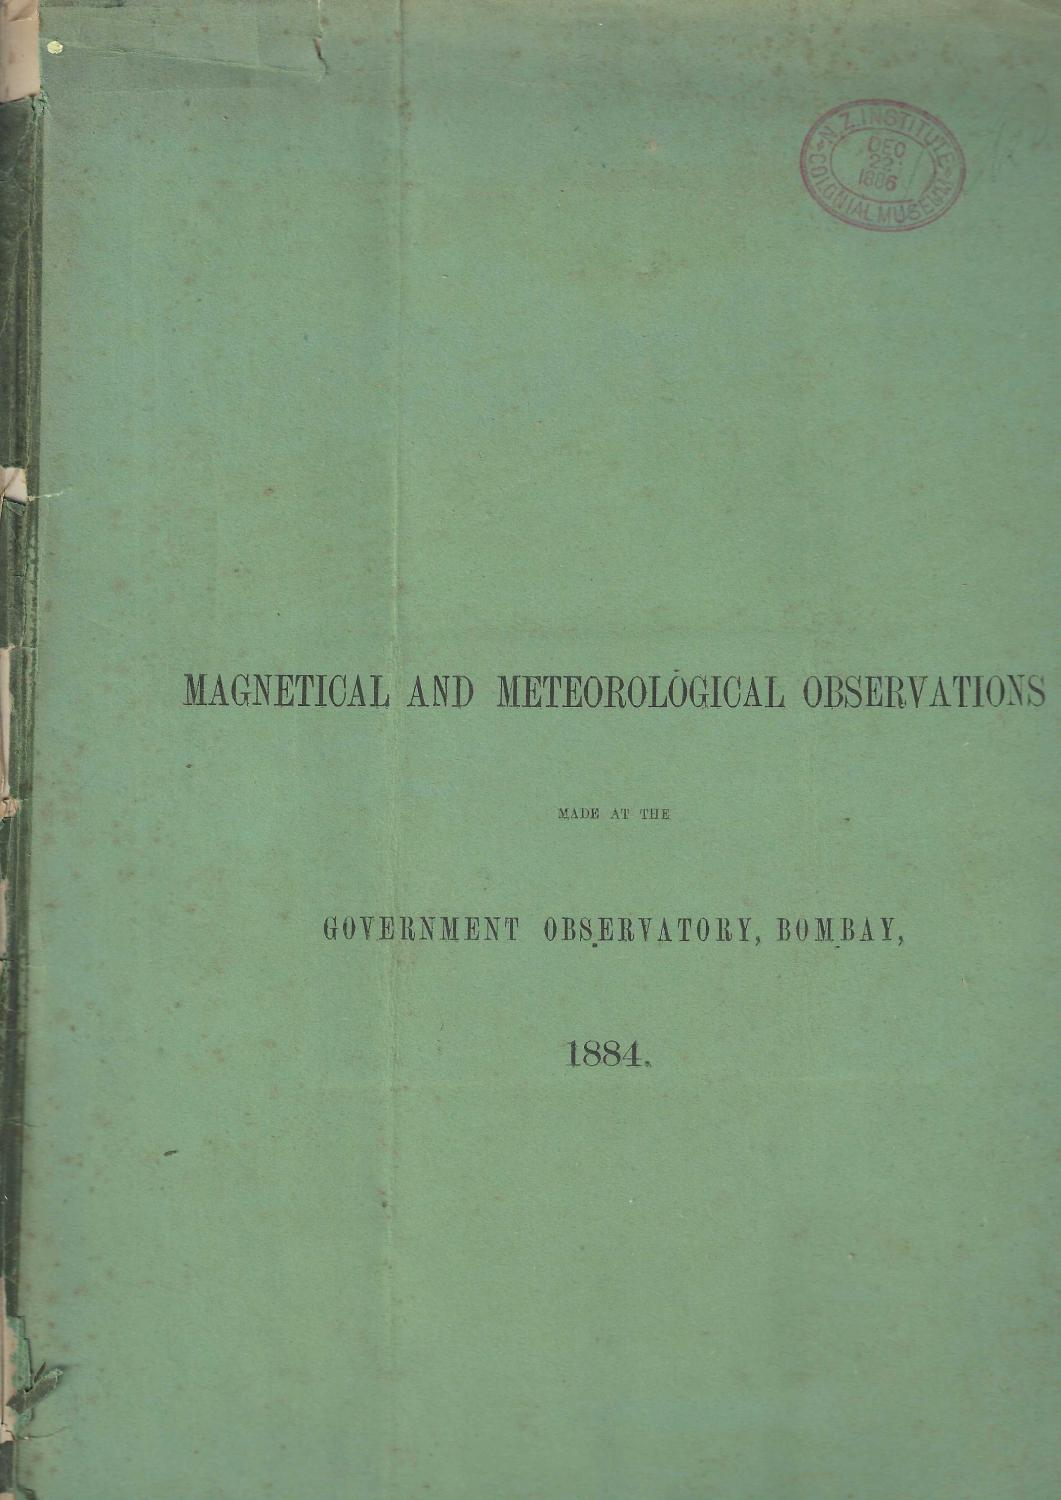 N.Z. INSTITUTE
DEC
22
1886
COLONIAL MUSEUM
MAGNETICAL AND METEOROLOGICAL OBSERVATIONS
MADE AT THE
GOVERNMENT OBSERVATORY, BOMBAY,
1884.